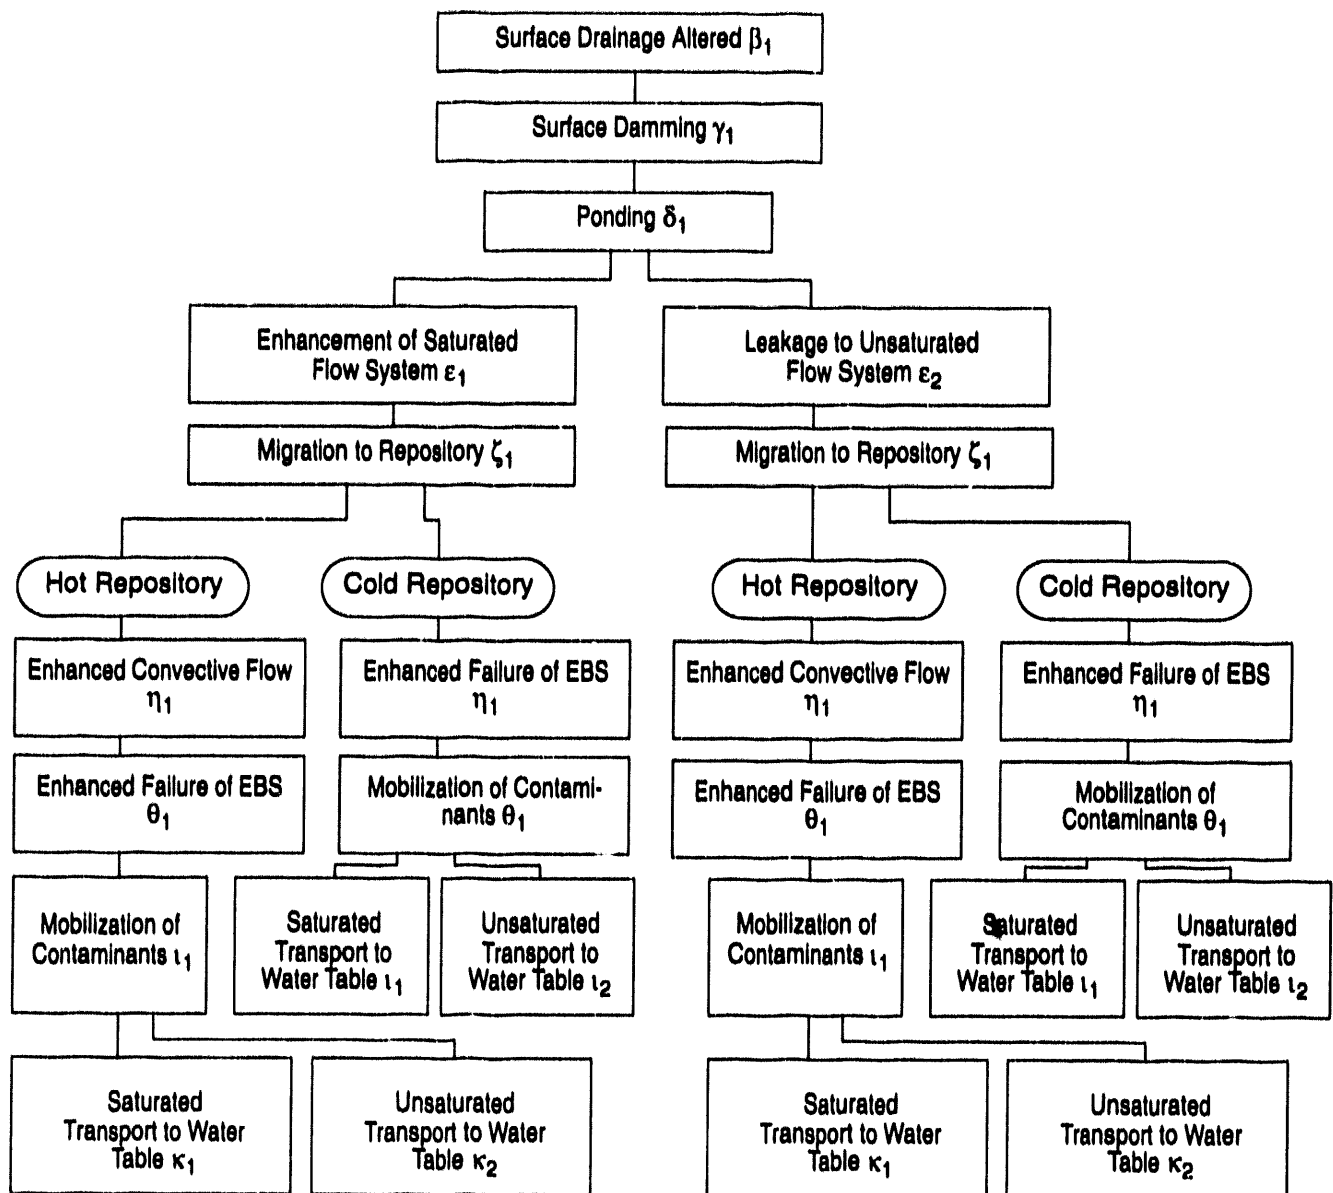 Surface Drainage Altered β1
Surface Damming γ1
Ponding δ1
Enhancement of Saturated
Flow System ε1
Leakage to Unsaturated
Flow System ε2
Migration to Repository ζ1
Migration to Repository ζ1
Hot Repository
Cold Repository
Hot Repository
Cold Repository
Enhanced Convective Flow
η1
Enhanced Failure of EBS
η1
Enhanced Convective Flow
η1
Enhanced Failure of EBS
η1
Enhanced Failure of EBS
θ1
Mobilization of Contami-
nants θ1
Enhanced Failure of EBS
θ1
Mobilization of
Contaminants θ1
Mobilization of
Contaminants ι1
Saturated
Transport to
Water Table ι1
Unsaturated
Transport to
Water Table ι2
Mobilization of
Contaminants ι1
Saturated
Transport to
Water Table ι1
Unsaturated
Transport to
Water Table ι2
Saturated
Transport to Water
Table κ1
Unsaturated
Transport to Water
Table κ2
Saturated
Transport to Water
Table κ1
Unsaturated
Transport to Water
Table κ2